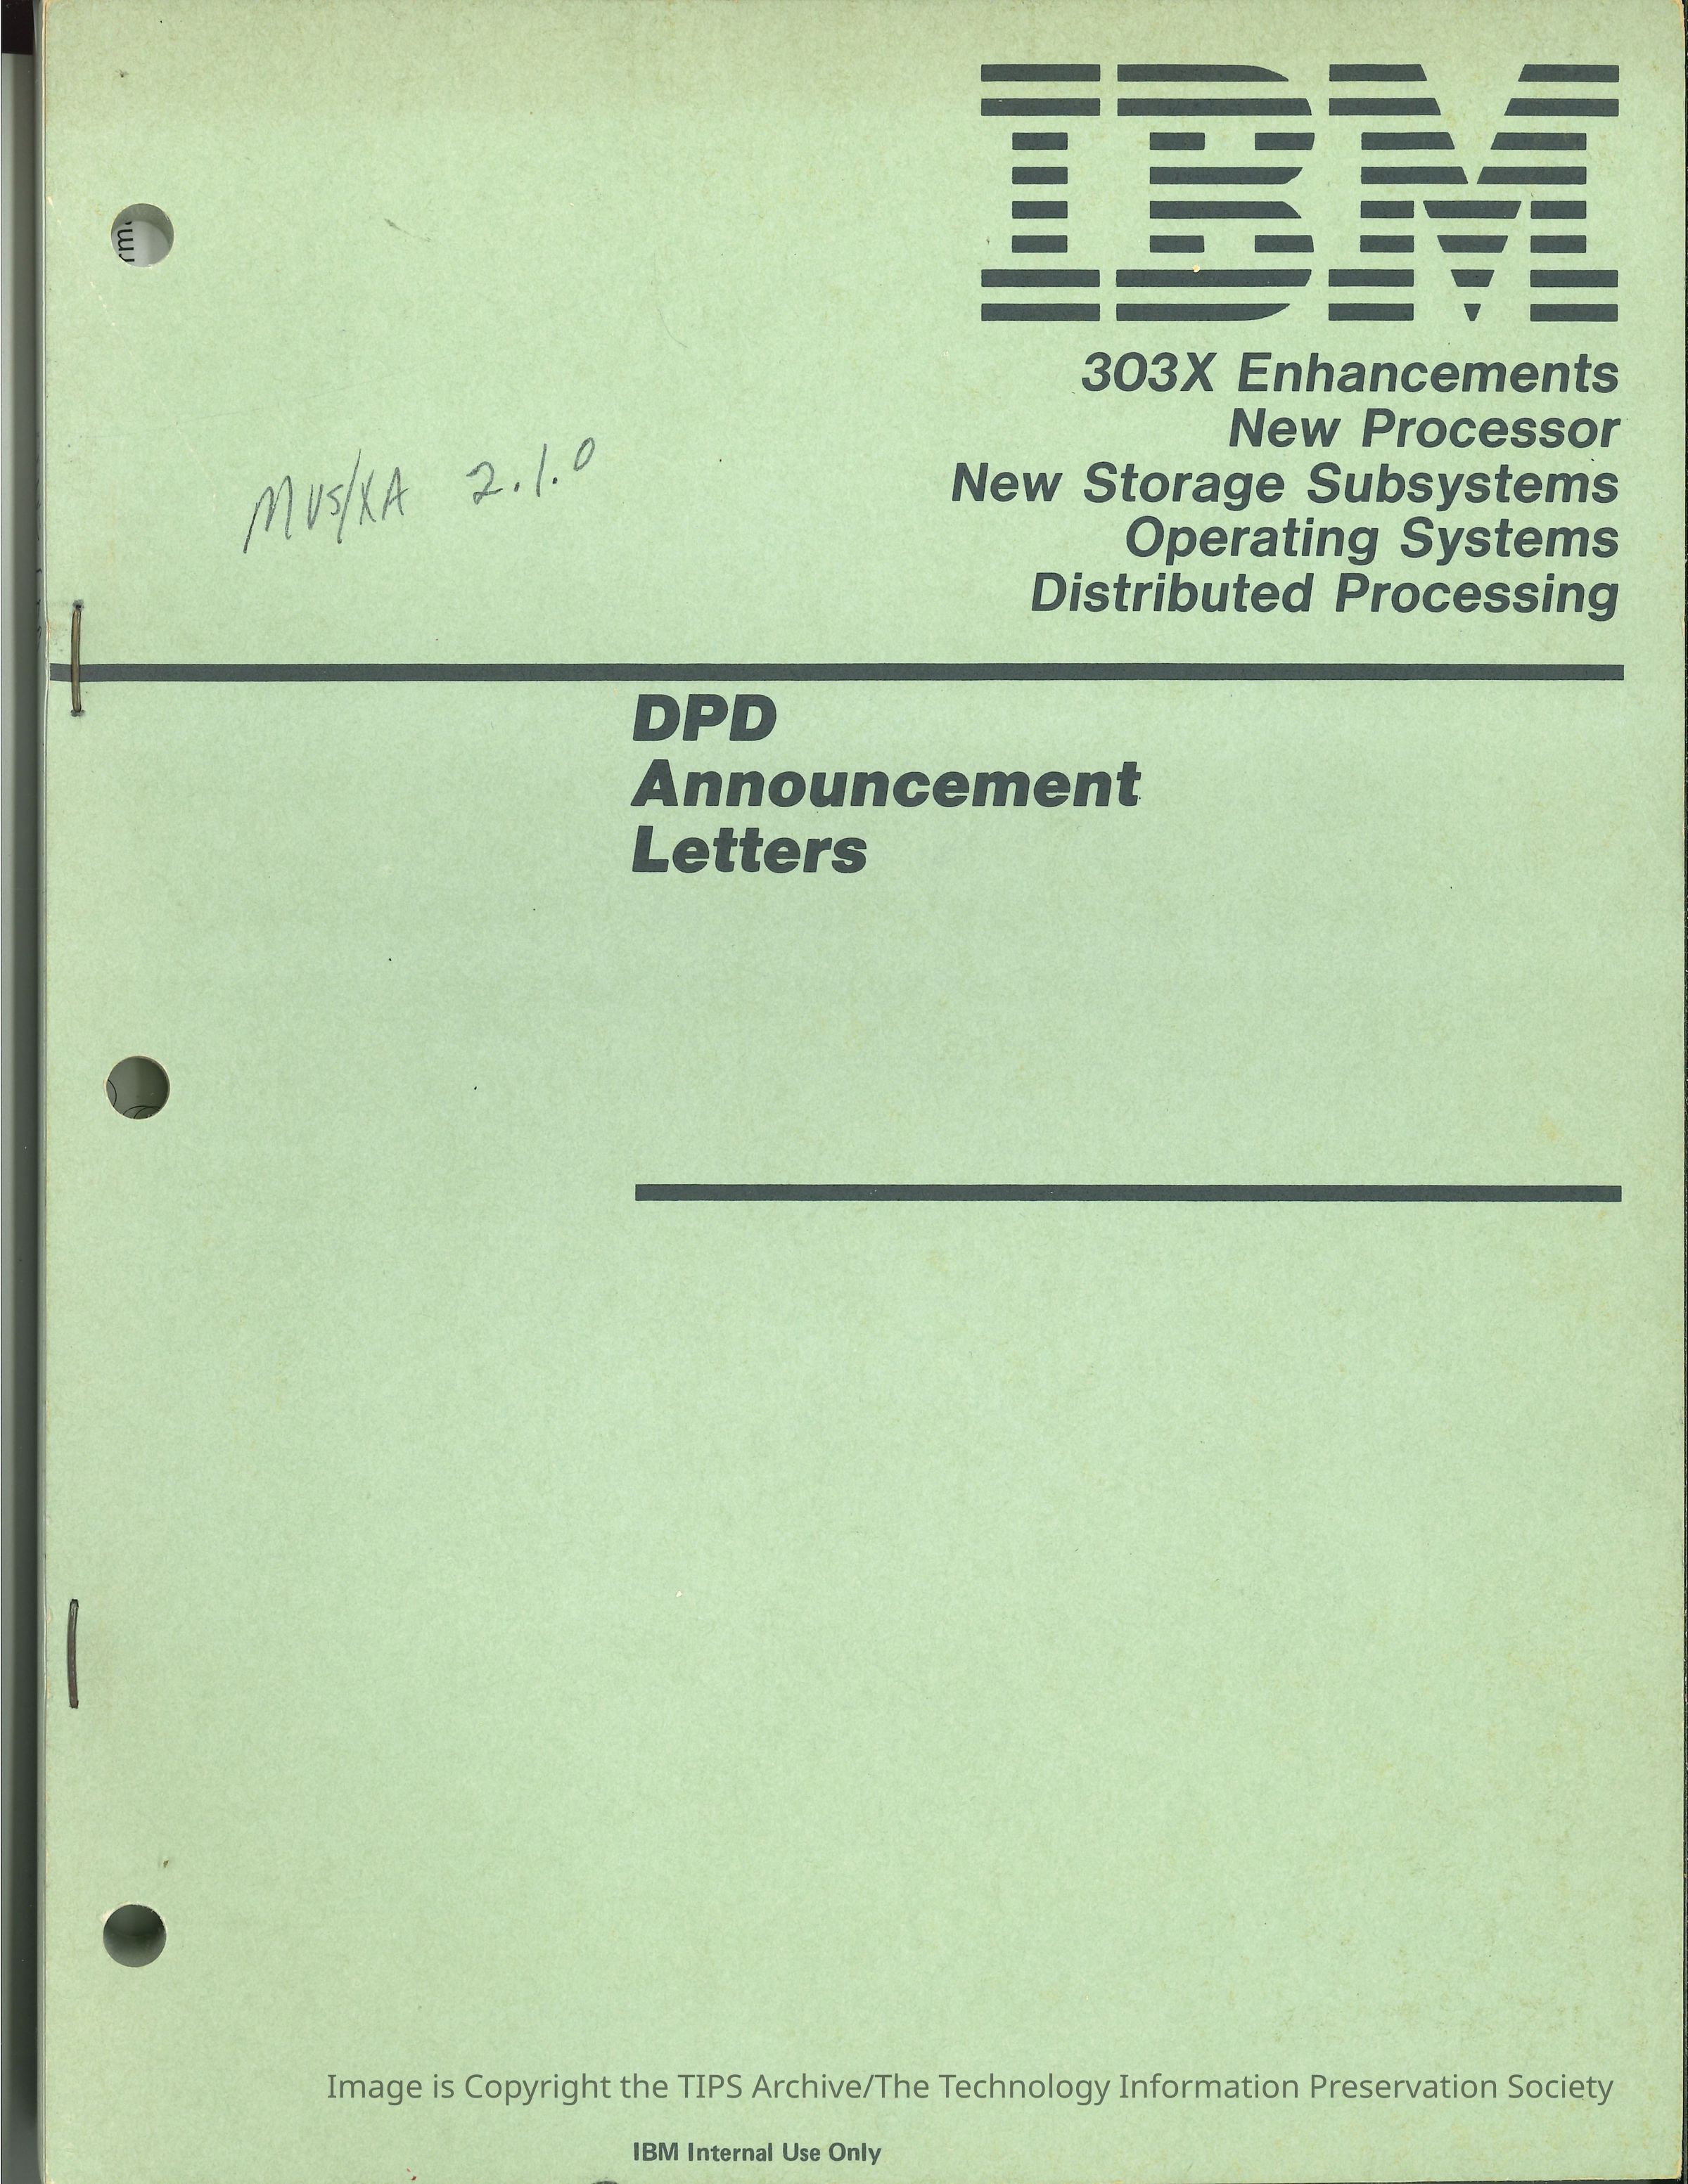 IBM
303X Enhancements
New Processor
New Storage Subsystems
Operating Systems
Distributed Processing
MVS/XA 2.1.0
DPD
Announcement
Letters
Image is Copyright the TIPS Archive/The Technology Information Preservation Society
IBM Internal Use Only